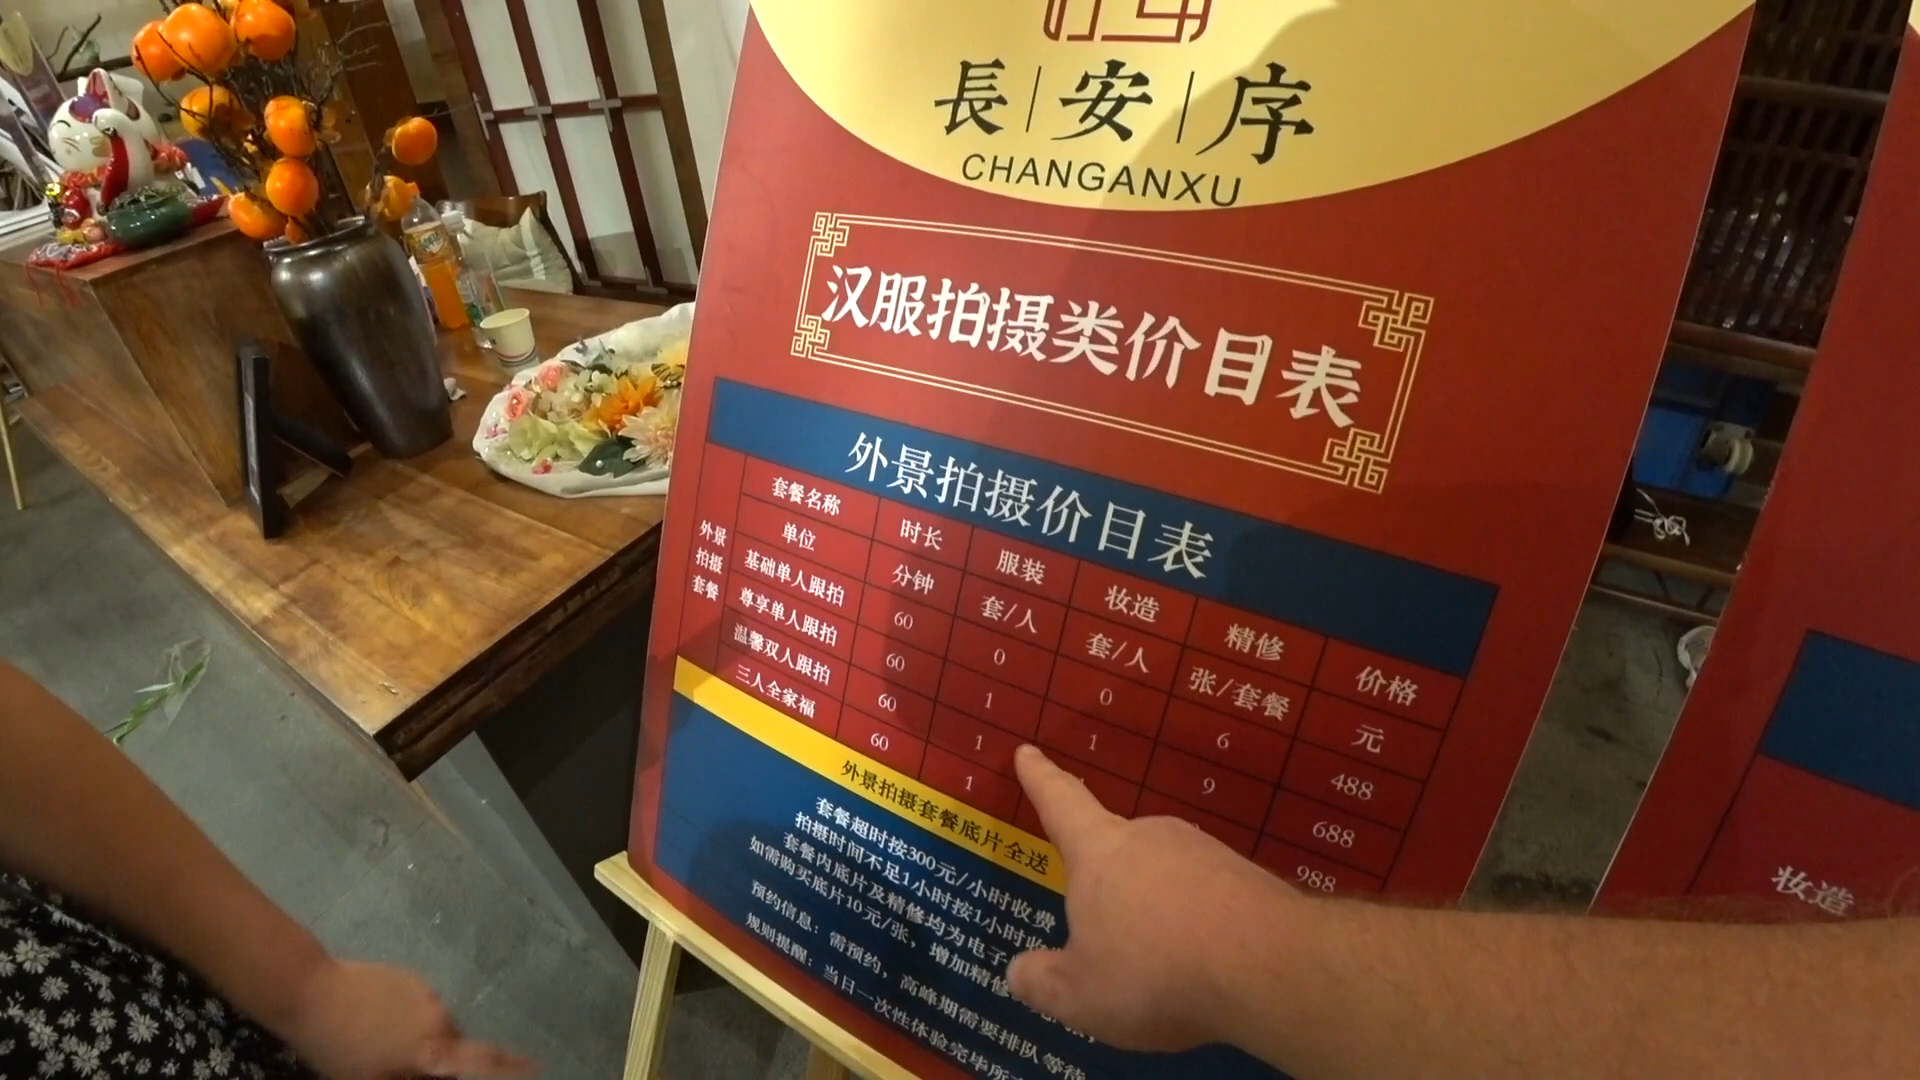 長安序
CHANGANXU
汉服拍摄类价目表
外景拍摄价目表
外景拍摄套餐
套餐名称 时长 服装 妆造 精修 价格
单位 分钟 套/人 套/人 张/套餐 元
基础单人跟拍 60 0 0 6 488
尊享单人跟拍 60 1 1 9 688
温馨双人跟拍 60 1 988
三人全家福 60 1
外景拍摄套餐底片全送
套餐超时按300元/小时收费
拍摄时间不足1小时按1小时收
套餐内底片及精修均为电子
如需购买底片10元/张，增加精修
预约信息：需预约，高峰期需要排队等待
规则提醒：当日一次性体验完毕所
妆造